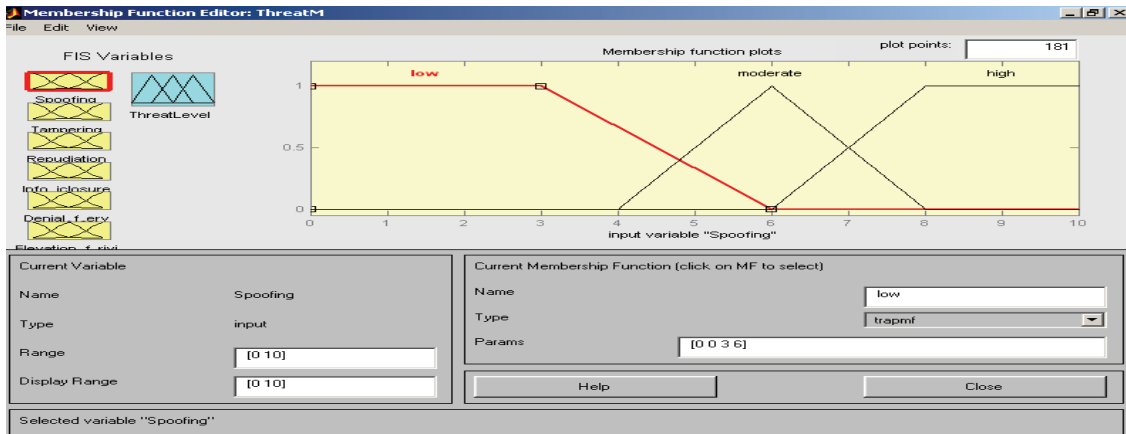 Membership Function Editor: ThreatM
File Edit View
FIS Variables
Spoofing
Tampering
Repudiation
Info_iclosure
Denial_f_erv
Elevation_f_rivi
ThreatLevel
Membership function plots
plot points:
181
low
moderate
high
1
0.5
0
0 1 2 3 4 5 6 7 8 9 10
input variable "Spoofing"
Current Variable
Name Spoofing
Type input
Range [0 10]
Display Range [0 10]
Current Membership Function (click on MF to select)
Name low
Type trapmf
Params [0 0 3 6]
Help Close
Selected variable "Spoofing"